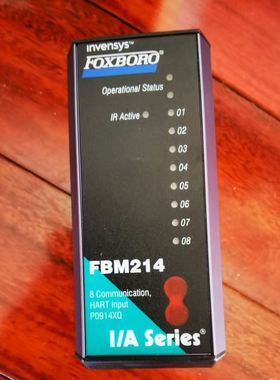 invensys™
FOXBORO®
Operational Status
IR Active
01
02
03
04
05
06
07
08
FBM214
8 Communication,
HART Input
P0914XQ
I/A Series®